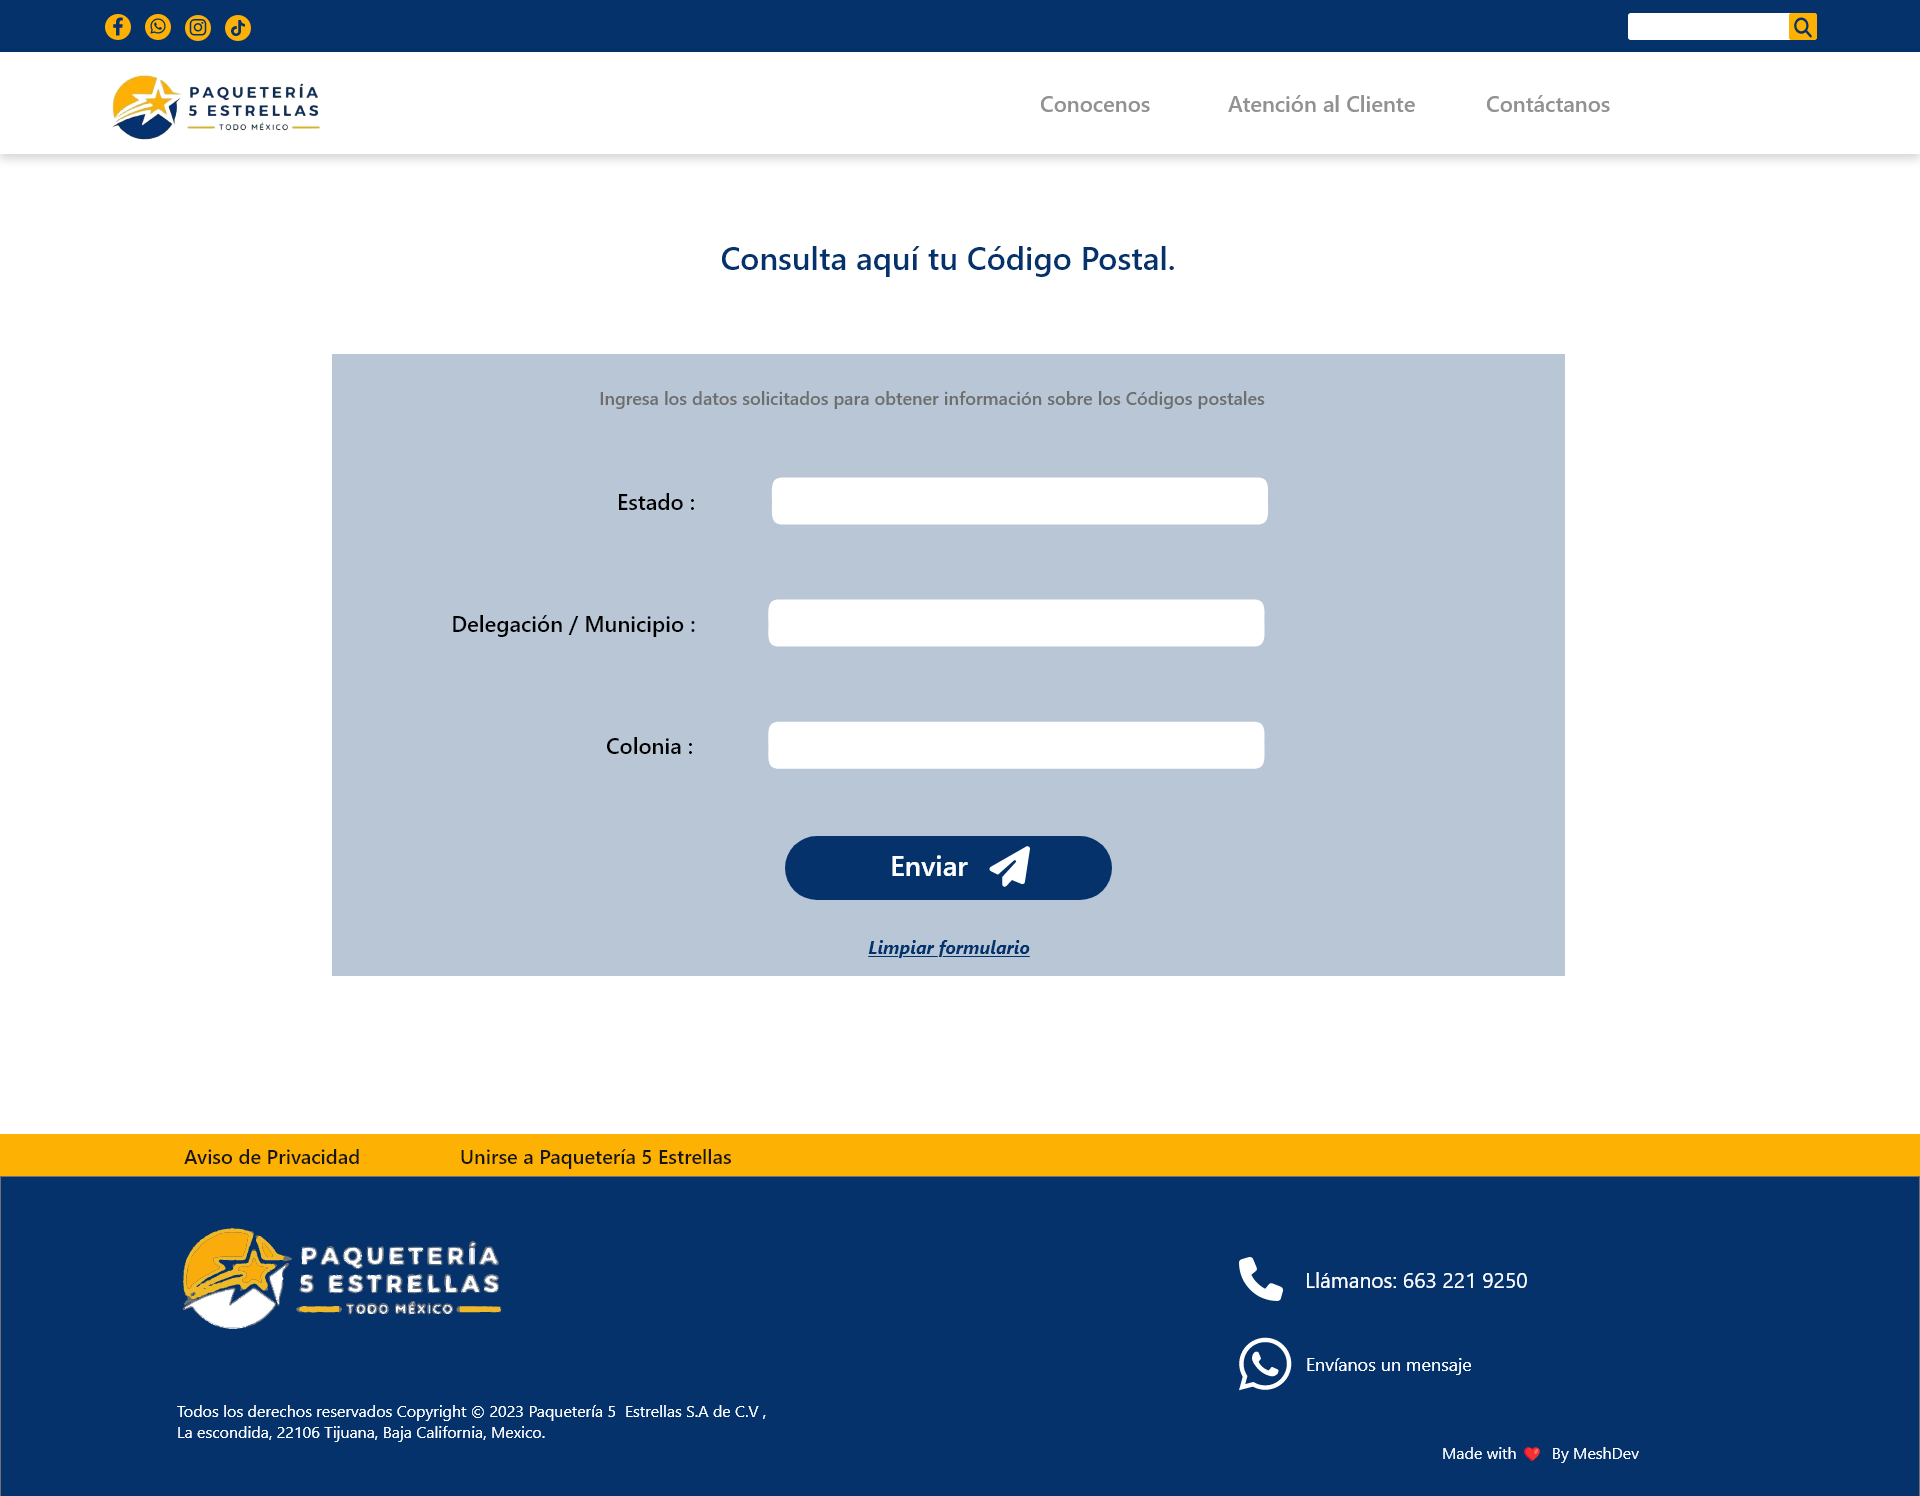 PAQUETERÍA
5 ESTRELLAS
TODO MÉXICO
Conocenos
Atención al Cliente
Contáctanos
Consulta aquí tu Código Postal.
Ingresa los datos solicitados para obtener información sobre los Códigos postales
Estado :
Delegación / Municipio :
Colonia :
Enviar
Limpiar formulario
Aviso de Privacidad
Unirse a Paquetería 5 Estrellas
PAQUETERÍA
5 ESTRELLAS
TODO MÉXICO
Llámanos: 663 221 9250
Envíanos un mensaje
Todos los derechos reservados Copyright © 2023 Paquetería 5 Estrellas S.A de C.V ,
La escondida, 22106 Tijuana, Baja California, Mexico.
Made with ❤️ By MeshDev